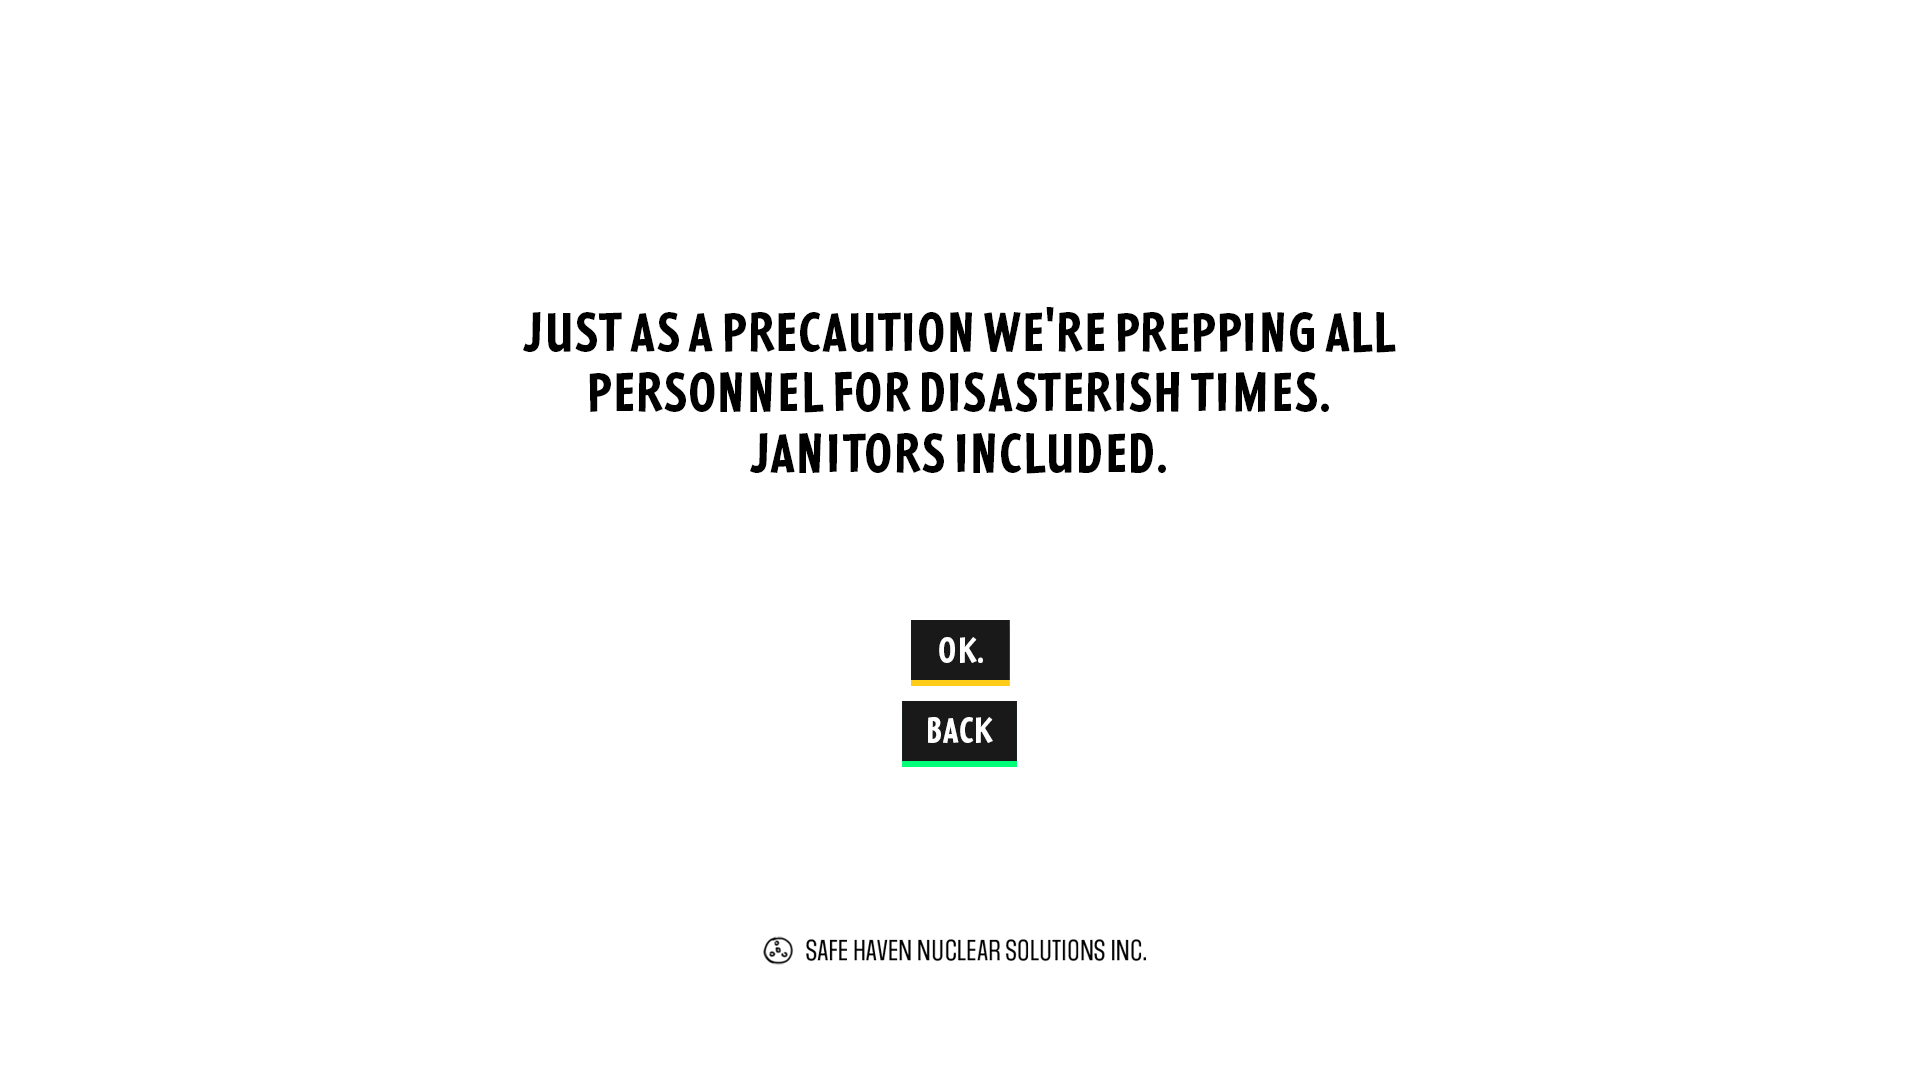 JUST AS A PRECAUTION WE'RE PREPPING ALL
PERSONNEL FOR DISASTERISH TIMES.
JANITORS INCLUDED.
OK.
BACK
SAFE HAVEN NUCLEAR SOLUTIONS INC.